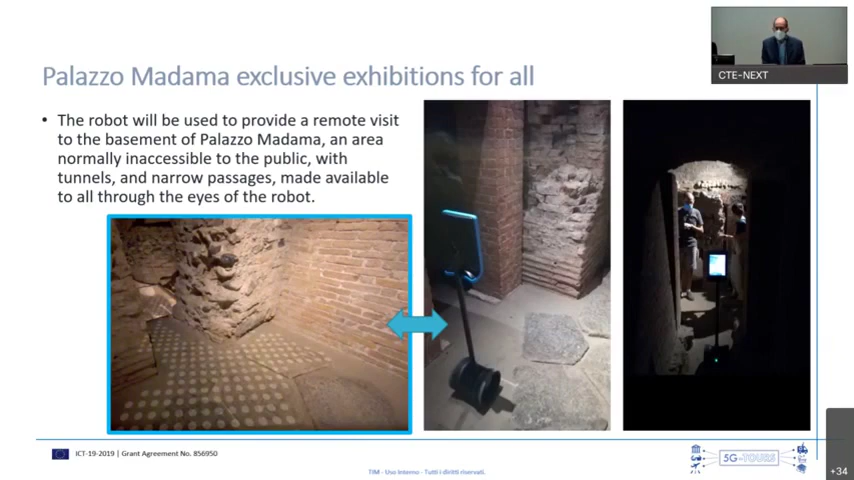 CTE-NEXT
Palazzo Madama exclusive exhibitions for all
• The robot will be used to provide a remote visit
to the basement of Palazzo Madama, an area
normally inaccessible to the public, with
tunnels, and narrow passages, made available
to all through the eyes of the robot.
ICT-19-2019 | Grant Agreement No. 856950
5G-TOURS
TIM - Uso Interno - Tutti i diritti riservati.
+34